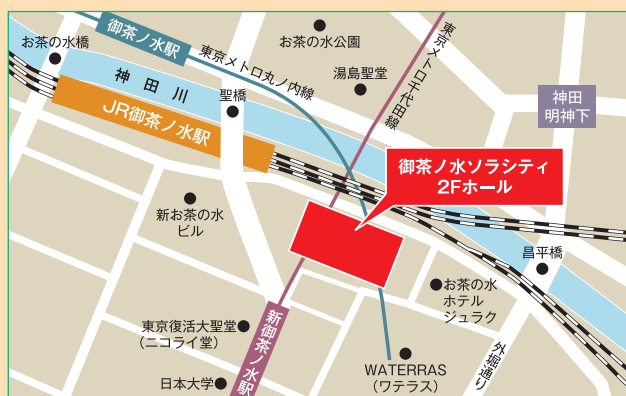 御茶ノ水駅
お茶の水公園
お茶の水橋
東京メトロ丸ノ内線
東京メトロ千代田線
湯島聖堂
神田川
聖橋
神田
明神下
JR御茶ノ水駅
御茶ノ水ソラシティ
2Fホール
新お茶の水
ビル
昌平橋
お茶の水
ホテル
ジュラク
東京復活大聖堂
(ニコライ堂)
新御茶ノ水駅
外堀通り
WATERRAS
(ワテラス)
日本大学